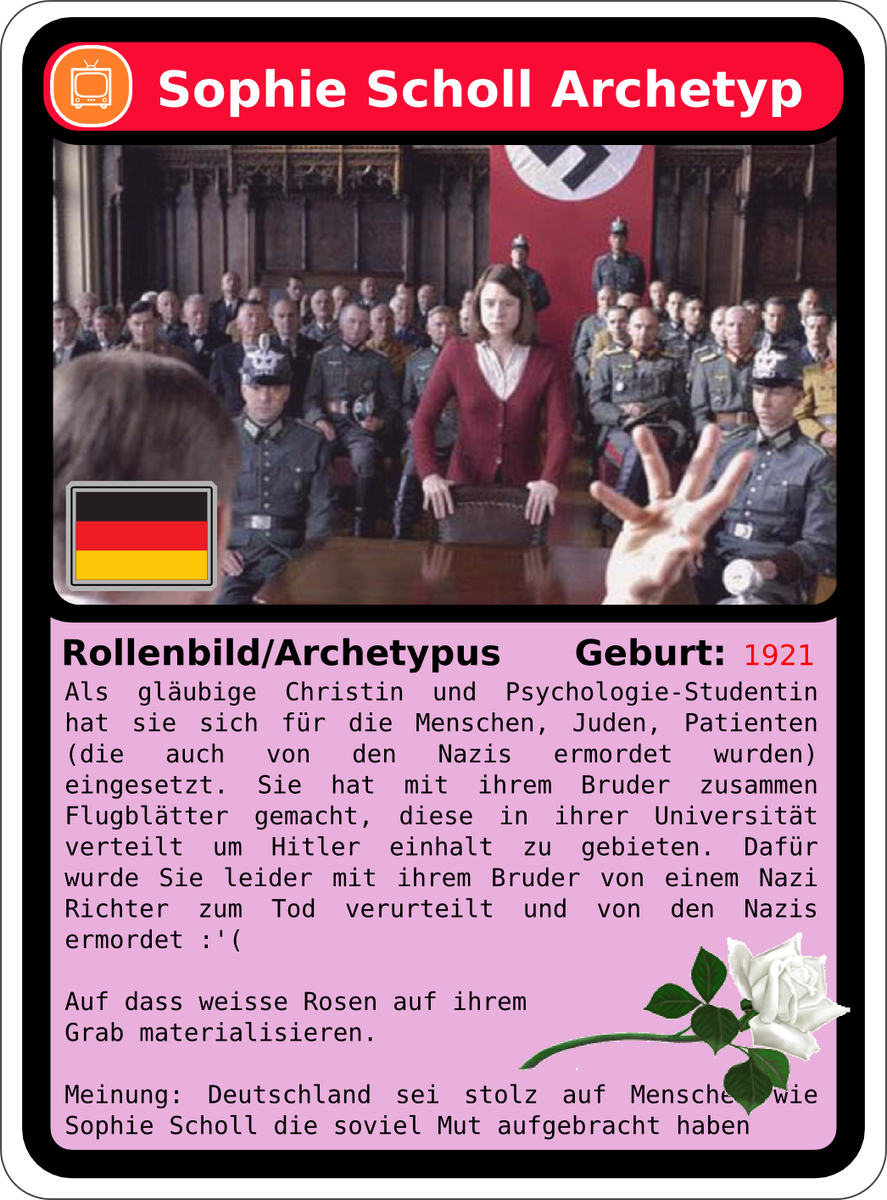 Sophie Scholl Archetyp
Rollenbild/Archetypus Geburt: 1921
Als gläubige Christin und Psychologie-Studentin
hat sie sich für die Menschen, Juden, Patienten
(die auch von den Nazis ermordet wurden)
eingesetzt. Sie hat mit ihrem Bruder zusammen
Flugblätter gemacht, diese in ihrer Universität
verteilt um Hitler einhalt zu gebieten. Dafür
wurde Sie leider mit ihrem Bruder von einem Nazi
Richter zum Tod verurteilt und von den Nazis
ermordet :'(
Auf dass weisse Rosen auf ihrem
Grab materialisieren.
Meinung: Deutschland sei stolz auf Menschen wie
Sophie Scholl die soviel Mut aufgebracht haben